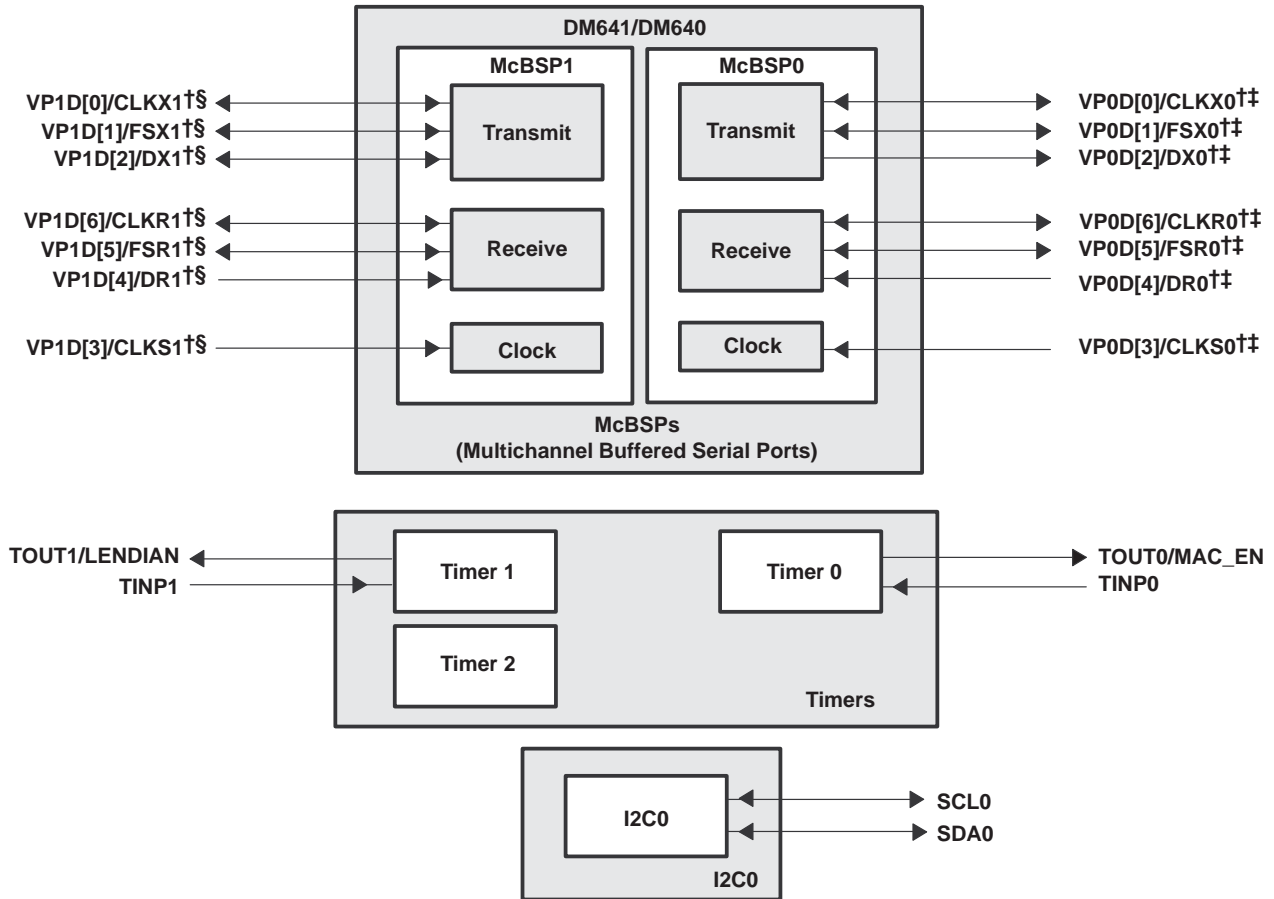 DM641/DM640
McBSP1
McBSP0
VP1D[0]/CLKX1†§
VP1D[1]/FSX1†§
VP1D[2]/DX1†§
Transmit
Transmit
VP0D[0]/CLKX0†‡
VP0D[1]/FSX0†‡
VP0D[2]/DX0†‡
VP1D[6]/CLKR1†§
VP1D[5]/FSR1†§
VP1D[4]/DR1†§
Receive
Receive
VP0D[6]/CLKR0†‡
VP0D[5]/FSR0†‡
VP0D[4]/DR0†‡
VP1D[3]/CLKS1†§
Clock
Clock
VP0D[3]/CLKS0†‡
McBSPs
(Multichannel Buffered Serial Ports)
TOUT1/LENDIAN
TINP1
Timer 1
Timer 0
TOUT0/MAC_EN
TINP0
Timer 2
Timers
I2C0
SCL0
SDA0
I2C0